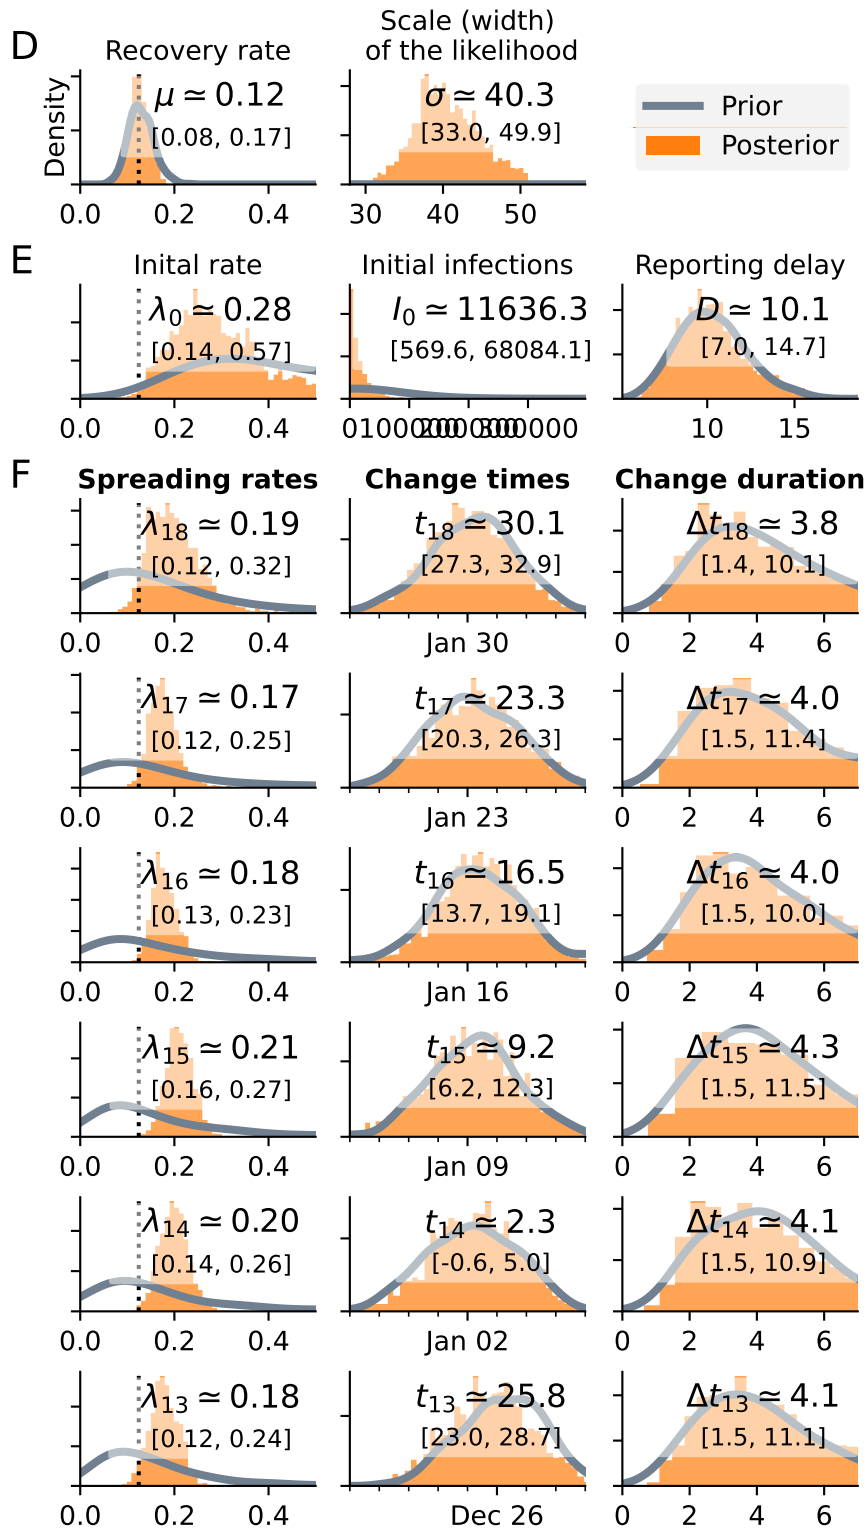 D
Recovery rate
Scale (width)
of the likelihood
Density
μ ≃ 0.12
[0.08, 0.17]
σ ≃ 40.3
[33.0, 49.9]
Prior
Posterior
0.0 0.2 0.4
30 40 50
E
Inital rate
Initial infections
Reporting delay
λ0 ≃ 0.28
[0.14, 0.57]
I0 ≃ 11636.3
[569.6, 68084.1]
D ≃ 10.1
[7.0, 14.7]
0.0 0.2 0.4
0 100000 200000 300000
10 15
F
Spreading rates
Change times
Change duration
λ18 ≃ 0.19
[0.12, 0.32]
t18 ≃ 30.1
[27.3, 32.9]
Δt18 ≃ 3.8
[1.4, 10.1]
0.0 0.2 0.4
Jan 30
0 2 4 6
λ17 ≃ 0.17
[0.12, 0.25]
t17 ≃ 23.3
[20.3, 26.3]
Δt17 ≃ 4.0
[1.5, 11.4]
0.0 0.2 0.4
Jan 23
0 2 4 6
λ16 ≃ 0.18
[0.13, 0.23]
t16 ≃ 16.5
[13.7, 19.1]
Δt16 ≃ 4.0
[1.5, 10.0]
0.0 0.2 0.4
Jan 16
0 2 4 6
λ15 ≃ 0.21
[0.16, 0.27]
t15 ≃ 9.2
[6.2, 12.3]
Δt15 ≃ 4.3
[1.5, 11.5]
0.0 0.2 0.4
Jan 09
0 2 4 6
λ14 ≃ 0.20
[0.14, 0.26]
t14 ≃ 2.3
[-0.6, 5.0]
Δt14 ≃ 4.1
[1.5, 10.9]
0.0 0.2 0.4
Jan 02
0 2 4 6
λ13 ≃ 0.18
[0.12, 0.24]
t13 ≃ 25.8
[23.0, 28.7]
Δt13 ≃ 4.1
[1.5, 11.1]
0.0 0.2 0.4
Dec 26
0 2 4 6